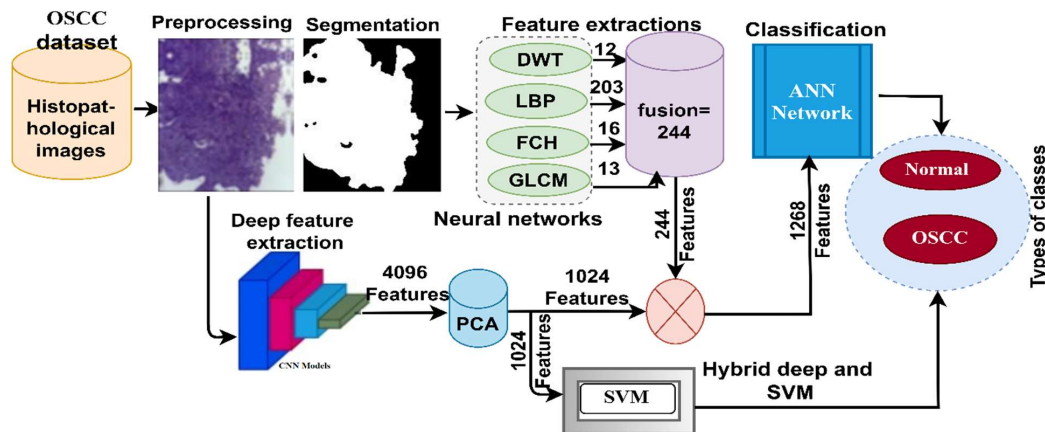 OSCC
dataset
Histopat-
hological
images
Preprocessing
Segmentation
Feature extractions
DWT
12
LBP
203
FCH
16
GLCM
13
Neural networks
fusion=
244
244
Features
Classification
ANN
Network
Normal
OSCC
Types of classes
Deep feature
extraction
CNN Models
4096
Features
PCA
1024
Features
1024
Features
1268
Features
SVM
Hybrid deep and
SVM